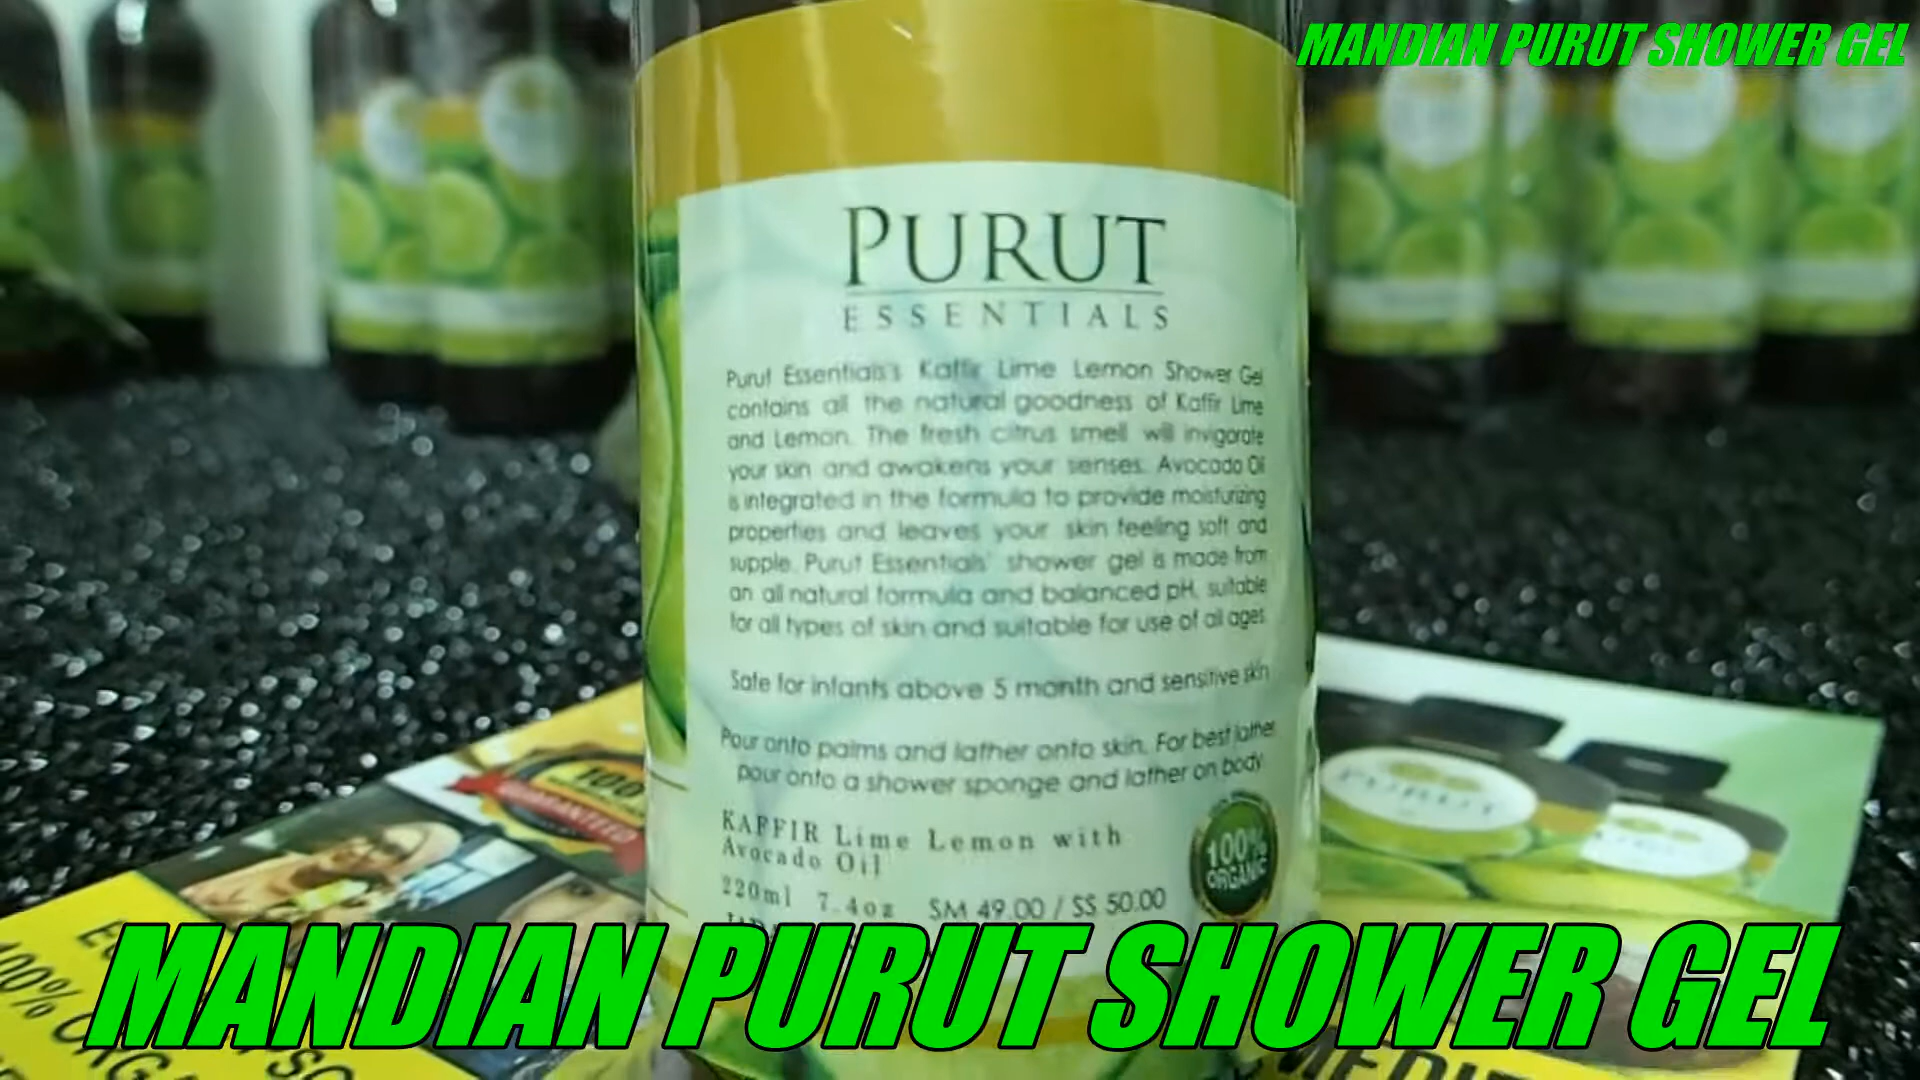 MANDIAN PURUT SHOWER GEL
PURUT
ESSENTIALS
Purut Essentials's Kaffir Lime Lemon Shower Gel
contains all the natural goodness of Kaffir Lime
and Lemon. The fresh citrus smell will invigorate
your skin and awakens your senses. Avocado Oil
is integrated in the formula to provide moisturizing
properties and leaves your skin feeling soft and
supple. Purut Essentials' shower gel is made from
an all natural formula and balanced pH, suitable
for all types of skin and suitable for use of all ages.
Safe for infants above 5 month and sensitive skin
Pour onto palms and lather onto skin. For best lather
pour onto a shower sponge and lather on body.
KAFFIR Lime Lemon with
Avocado Oil
220ml 7.4oz SM 49.00 / SS 50.00
100%
ORGANIC
100%
GUARANTEED
PURUT
100%
MANDIAN PURUT SHOWER GEL